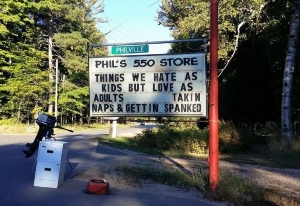 PHILVILLE
PHIL'S 550 STORE
THINGS WE HATE AS
KIDS BUT LOVE AS
ADULTS TAKIN
NAPS & GETTIN SPANKED